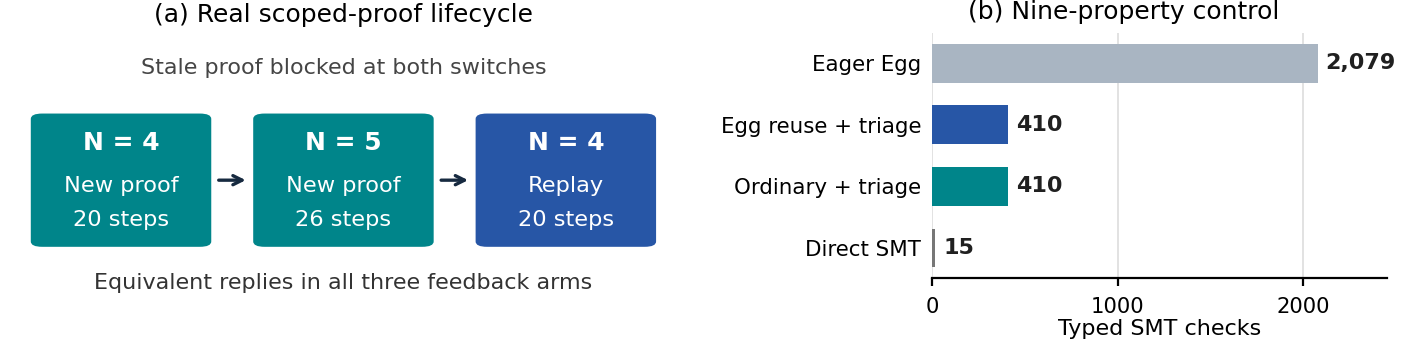 (a) Real scoped-proof lifecycle
Stale proof blocked at both switches
N = 4
New proof
20 steps
N = 5
New proof
26 steps
N = 4
Replay
20 steps
Equivalent replies in all three feedback arms
(b) Nine-property control
Eager Egg
2,079
Egg reuse + triage
410
Ordinary + triage
410
Direct SMT
15
0
1000
2000
Typed SMT checks